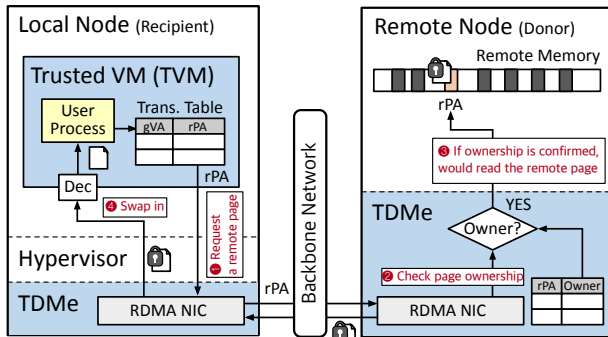 Local Node (Recipient)
Trusted VM (TVM)
User
Process
Trans. Table
gVA rPA
rPA
Dec
❹ Swap in
❶ Request
a remote page
Hypervisor
TDMe
RDMA NIC
rPA
Backbone Network
Remote Node (Donor)
Remote Memory
rPA
❸ If ownership is confirmed,
would read the remote page
YES
TDMe
Owner?
❷ Check page ownership
rPA Owner
RDMA NIC